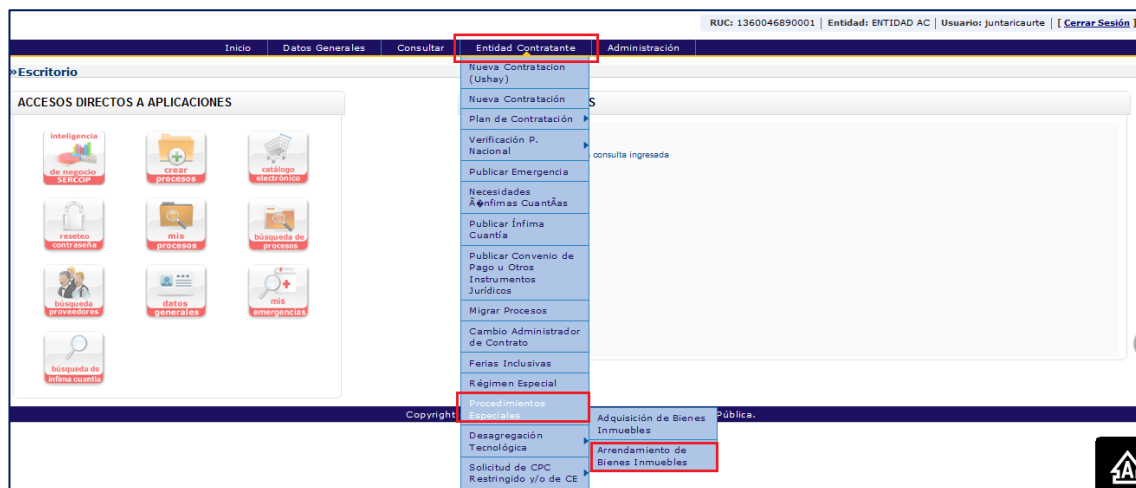 RUC: 1360046890001 | Entidad: ENTIDAD AC | Usuario: juntaricaurte | [ Cerrar Sesión ]
Inicio Datos Generales Consultar Entidad Contratante Administración
»Escritorio
ACCESOS DIRECTOS A APLICACIONES
inteligencia
de negocio
SERCOP
crear
procesos
catálogo
electrónico
reseteo
contraseña
mis
procesos
búsqueda de
procesos
búsqueda
proveedores
datos
generales
mis
emergencias
búsqueda de
infima cuantía
Nueva Contratacion
(Ushay)
Nueva Contratación
Plan de Contratación
Verificación P.
Nacional
Publicar Emergencia
Necesidades
Ã�nfimas CuantÃas
Publicar Ínfima
Cuantía
Publicar Convenio de
Pago u Otros
Instrumentos
Jurídicos
Migrar Procesos
Cambio Administrador
de Contrato
Ferias Inclusivas
Régimen Especial
Procedimientos
Especiales
Desagregación
Tecnológica
Solicitud de CPC
Restringido y/o de CE
Adquisición de Bienes
Inmuebles
Arrendamiento de
Bienes Inmuebles
S
consulta ingresada
Copyright
Pública.